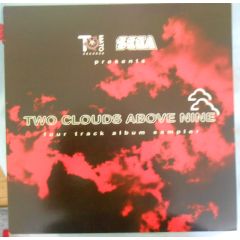 SEGA
presents
TWO CLOUDS ABOVE NINE
four track album sampler